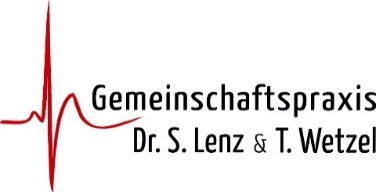 Gemeinschaftspraxis
Dr. S. Lenz & T. Wetzel